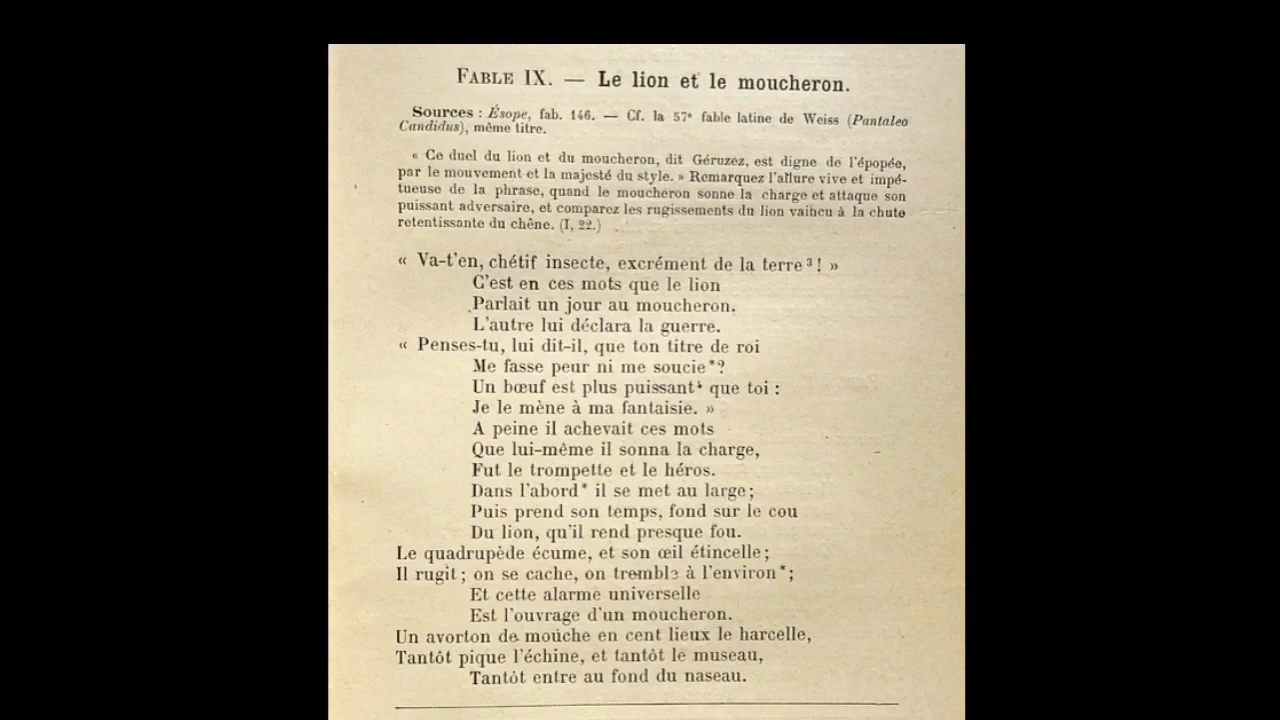 FABLE IX. — Le lion et le moucheron.
Sources : Ésope, fab. 146. — Cf. la 57e fable latine de Weiss (Pantaleo
Candidus), même titre.
« Ce duel du lion et du moucheron, dit Géruzez, est digne de l'épopée,
par le mouvement et la majesté du style. » Remarquez l'allure vive et impé-
tueuse de la phrase, quand le moucheron sonne la charge et attaque son
puissant adversaire, et comparez les rugissements du lion vaincu à la chute
retentissante du chêne. (I, 22.)
« Va-t'en, chétif insecte, excrément de la terre ³ ! »
C'est en ces mots que le lion
Parlait un jour au moucheron.
L'autre lui déclara la guerre.
« Penses-tu, lui dit-il, que ton titre de roi
Me fasse peur ni me soucie * ?
Un bœuf est plus puissant⁴ que toi :
Je le mène à ma fantaisie. »
A peine il achevait ces mots
Que lui-même il sonna la charge,
Fut le trompette et le héros.
Dans l'abord * il se met au large ;
Puis prend son temps, fond sur le cou
Du lion, qu'il rend presque fou.
Le quadrupède écume, et son œil étincelle ;
Il rugit ; on se cache, on tremble à l'environ * ;
Et cette alarme universelle
Est l'ouvrage d'un moucheron.
Un avorton de mouche en cent lieux le harcelle,
Tantôt pique l'échine, et tantôt le museau,
Tantôt entre au fond du naseau.